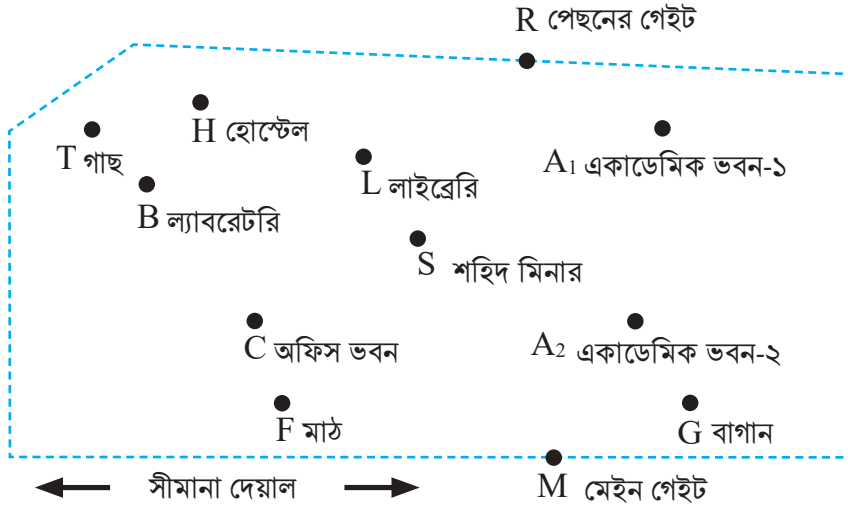 R পেছনের গেইট
H হোস্টেল
T গাছ
A1 একাডেমিক ভবন-১
L লাইব্রেরি
B ল্যাবরেটরি
S শহিদ মিনার
C অফিস ভবন
A2 একাডেমিক ভবন-২
F মাঠ
G বাগান
সীমানা দেয়াল
M মেইন গেইট